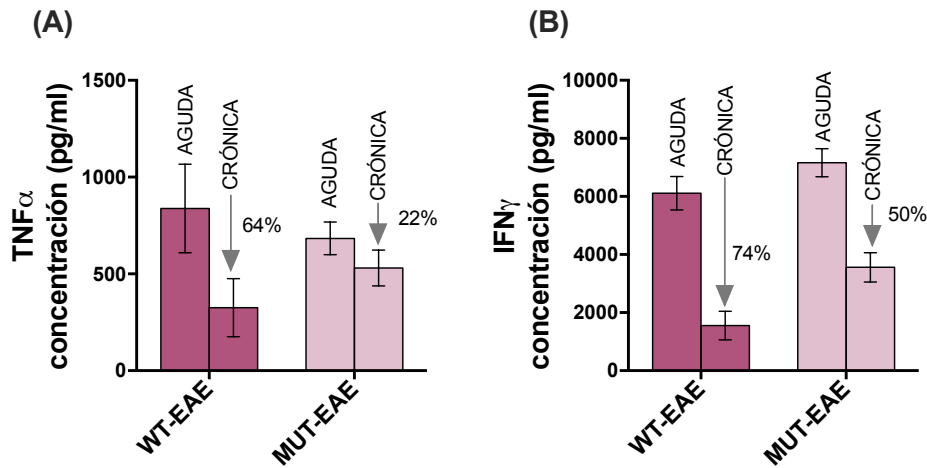 (A)
TNFα
concentración (pg/ml)
1500
1000
500
0
AGUDA
CRÓNICA
64%
AGUDA
CRÓNICA
22%
WT-EAE
MUT-EAE
(B)
IFNγ
concentración (pg/ml)
10000
8000
6000
4000
2000
0
AGUDA
CRÓNICA
74%
AGUDA
CRÓNICA
50%
WT-EAE
MUT-EAE